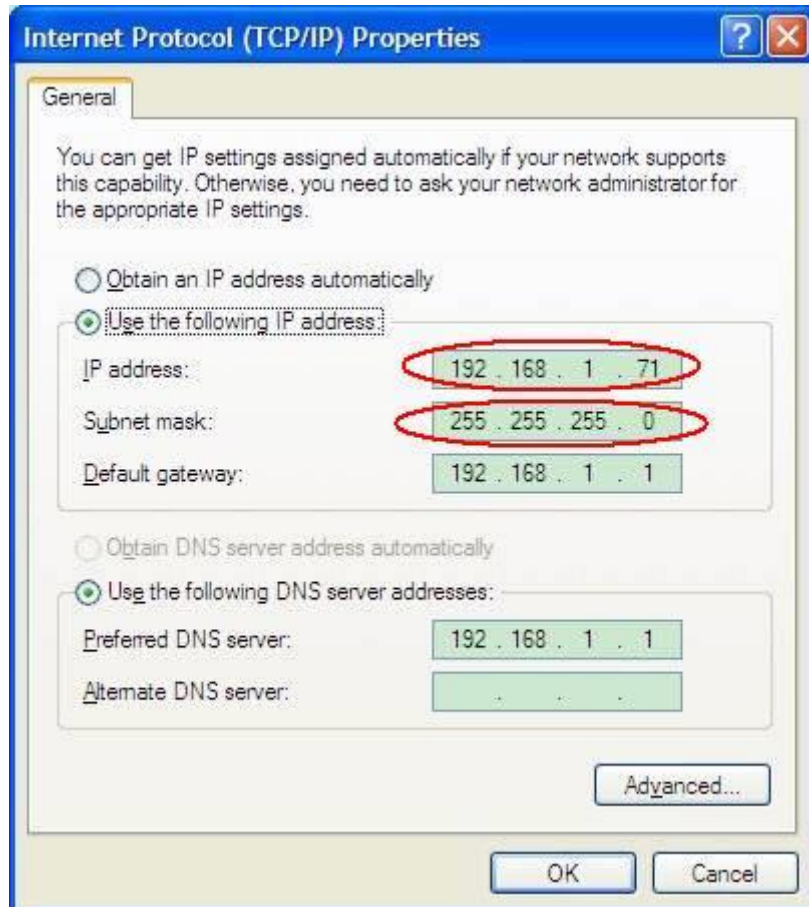 Internet Protocol (TCP/IP) Properties
General
You can get IP settings assigned automatically if your network supports
this capability. Otherwise, you need to ask your network administrator for
the appropriate IP settings.
Obtain an IP address automatically
Use the following IP address:
IP address: 192 . 168 . 1 . 71
Subnet mask: 255 . 255 . 255 . 0
Default gateway: 192 . 168 . 1 . 1
Obtain DNS server address automatically
Use the following DNS server addresses:
Preferred DNS server: 192 . 168 . 1 . 1
Alternate DNS server: . . .
Advanced...
OK Cancel